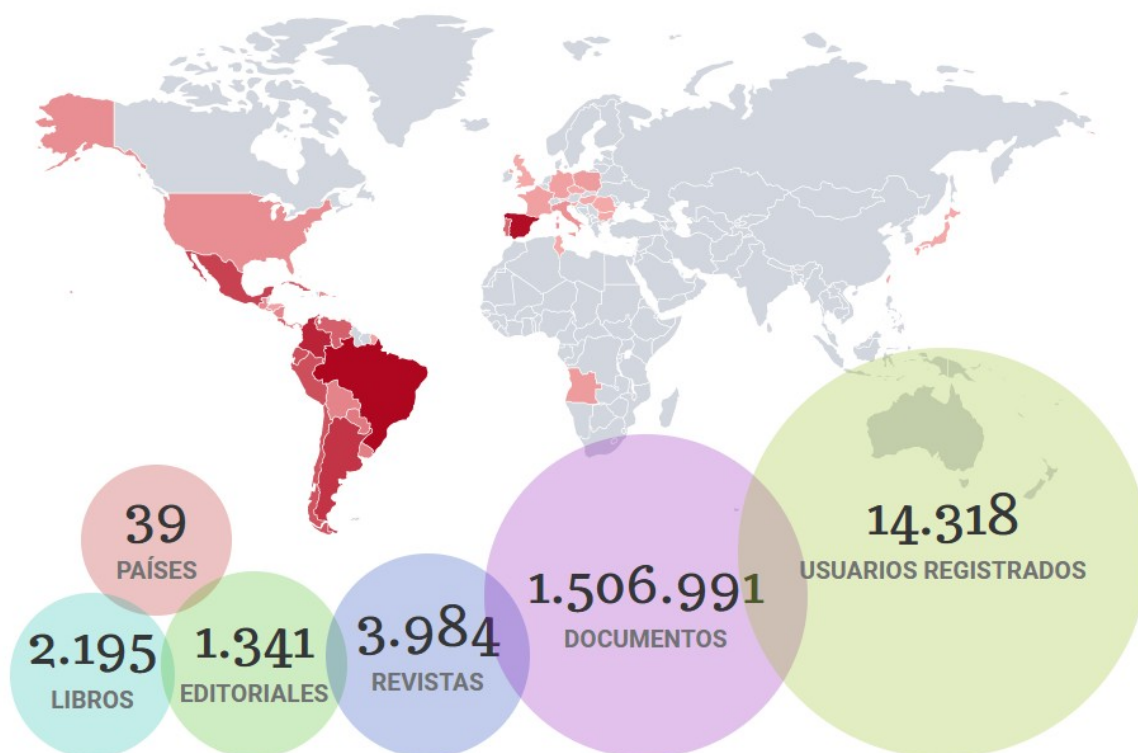 39
PAÍSES
2.195
LIBROS
1.341
EDITORIALES
3.984
REVISTAS
1.506.991
DOCUMENTOS
14.318
USUARIOS REGISTRADOS